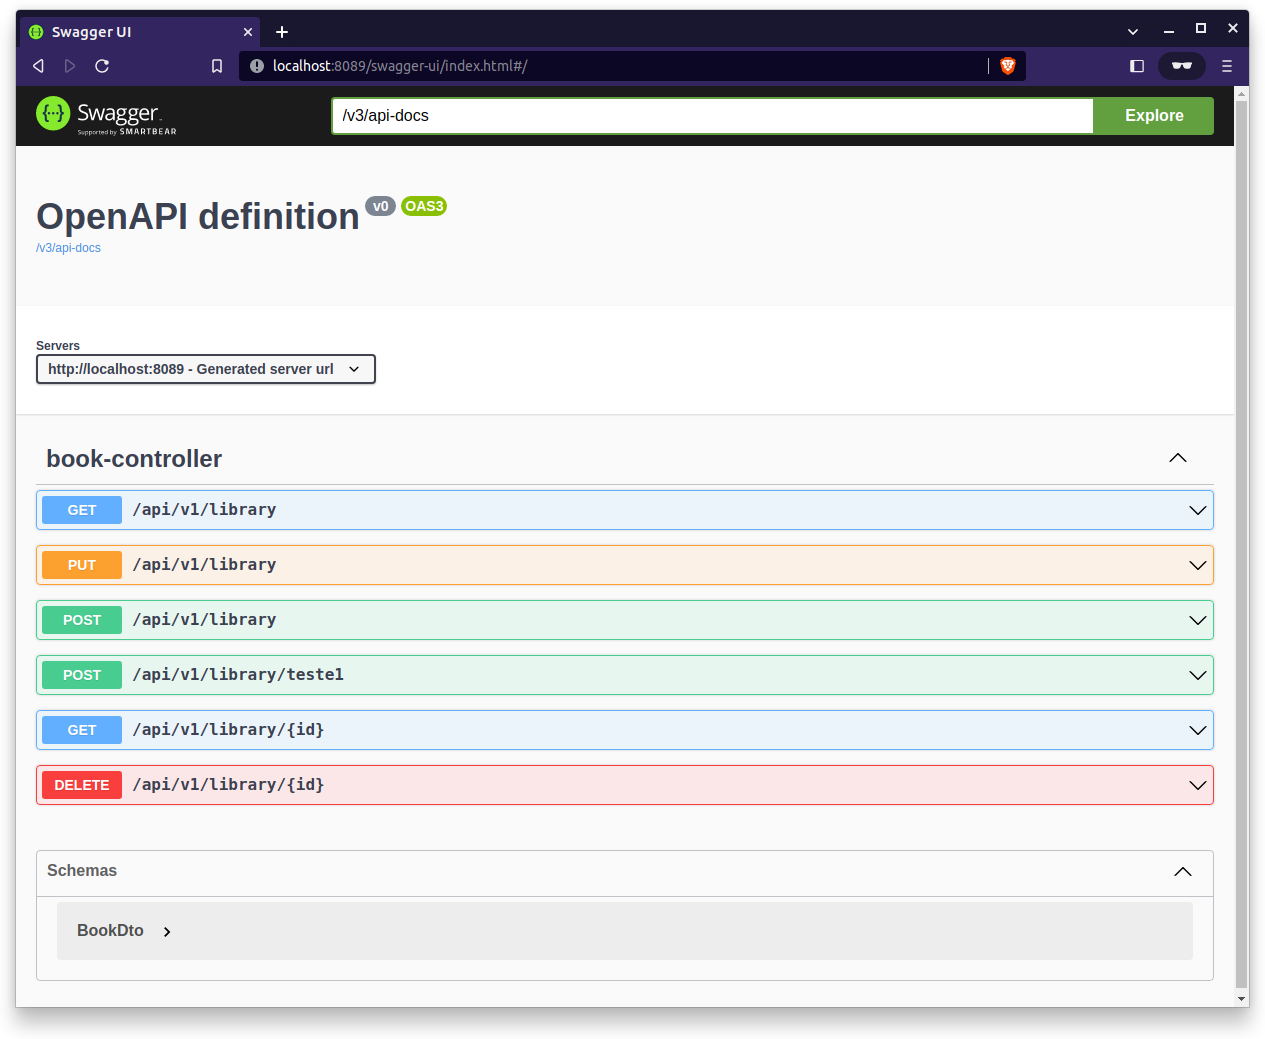 Swagger UI
localhost:8089/swagger-ui/index.html#/
Swagger.
Supported by SMARTBEAR
/v3/api-docs
Explore
OpenAPI definition v0 OAS3
/v3/api-docs
Servers
http://localhost:8089 - Generated server url
book-controller
GET /api/v1/library
PUT /api/v1/library
POST /api/v1/library
POST /api/v1/library/teste1
GET /api/v1/library/{id}
DELETE /api/v1/library/{id}
Schemas
BookDto